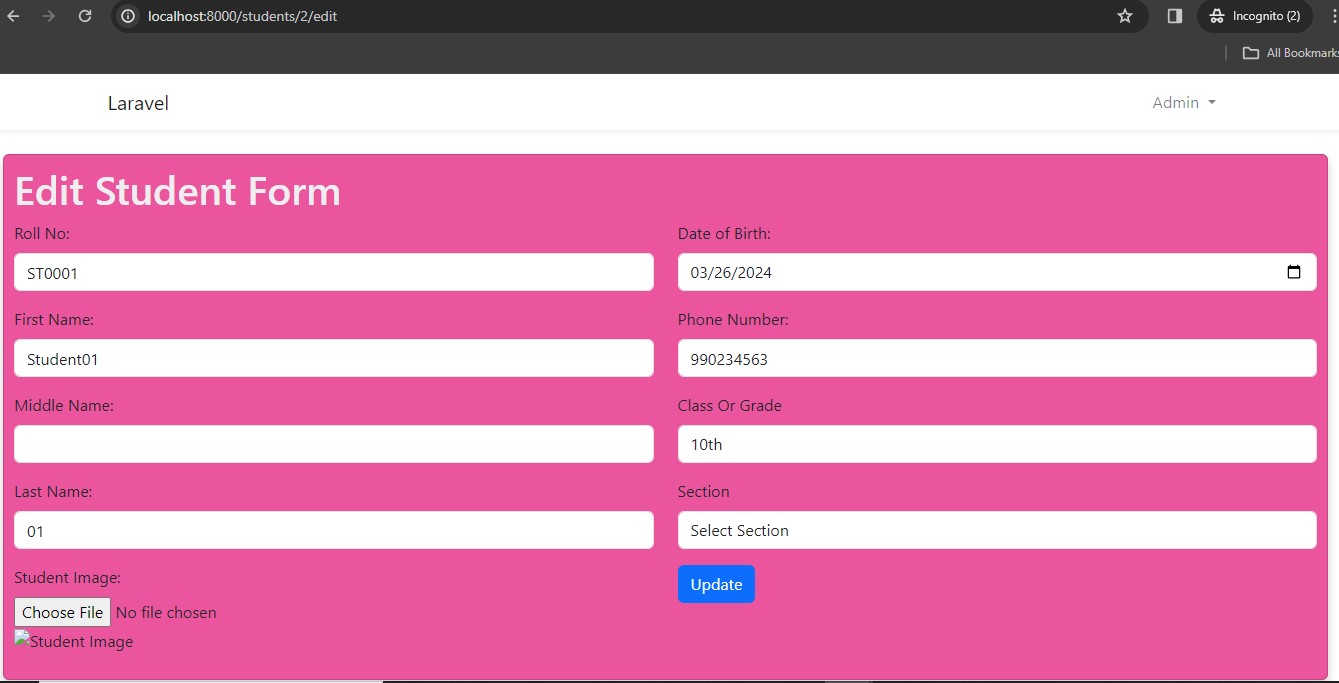 localhost:8000/students/2/edit
Incognito (2)
All Bookmarks
Laravel
Admin
Edit Student Form
Roll No:
ST0001
First Name:
Student01
Middle Name:
Last Name:
01
Student Image:
Choose File No file chosen
Student Image
Date of Birth:
03/26/2024
Phone Number:
990234563
Class Or Grade
10th
Section
Select Section
Update